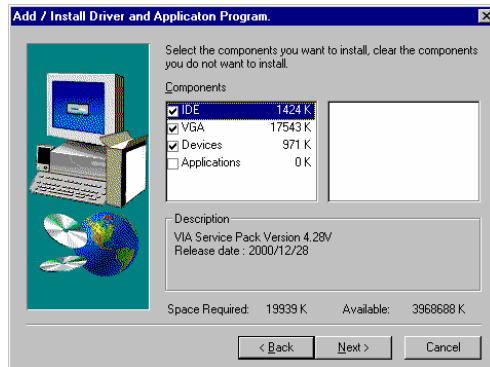 Add / Install Driver and Applicaton Program.
Select the components you want to install, clear the components
you do not want to install.
Components
IDE 1424 K
VGA 17543 K
Devices 971 K
Applications 0 K
Description
VIA Service Pack Version 4.28V
Release date : 2000/12/28
Space Required: 19939 K Available: 3968688 K
< Back Next > Cancel